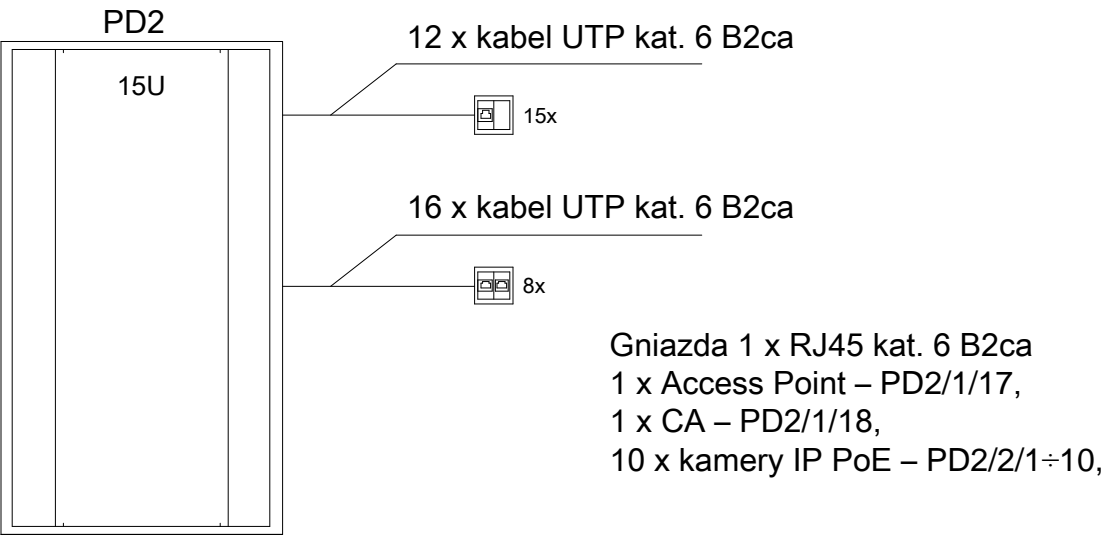 PD2
15U
12 x kabel UTP kat. 6 B2ca
15x
16 x kabel UTP kat. 6 B2ca
8x
Gniazda 1 x RJ45 kat. 6 B2ca
1 x Access Point – PD2/1/17,
1 x CA – PD2/1/18,
10 x kamery IP PoE – PD2/2/1÷10,